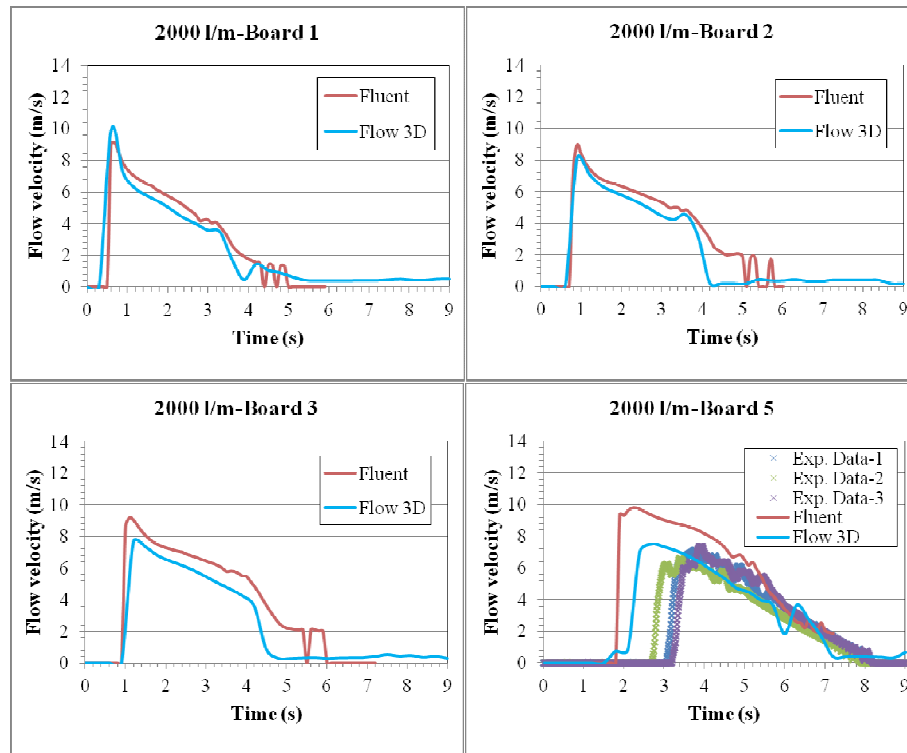 2000 l/m-Board 1
14
12
10
8
6
4
2
0
Flow velocity (m/s)
Fluent
Flow 3D
0 1 2 3 4 5 6 7 8 9
Time (s)
2000 l/m-Board 2
14
12
10
8
6
4
2
0
Flow velocity (m/s)
Fluent
Flow 3D
0 1 2 3 4 5 6 7 8 9
Time (s)
2000 l/m-Board 3
14
12
10
8
6
4
2
0
Flow velocity (m/s)
Fluent
Flow 3D
0 1 2 3 4 5 6 7 8 9
Time (s)
2000 l/m-Board 5
14
12
10
8
6
4
2
0
Flow velocity (m/s)
Exp. Data-1
Exp. Data-2
Exp. Data-3
Fluent
Flow 3D
0 1 2 3 4 5 6 7 8 9
Time (s)